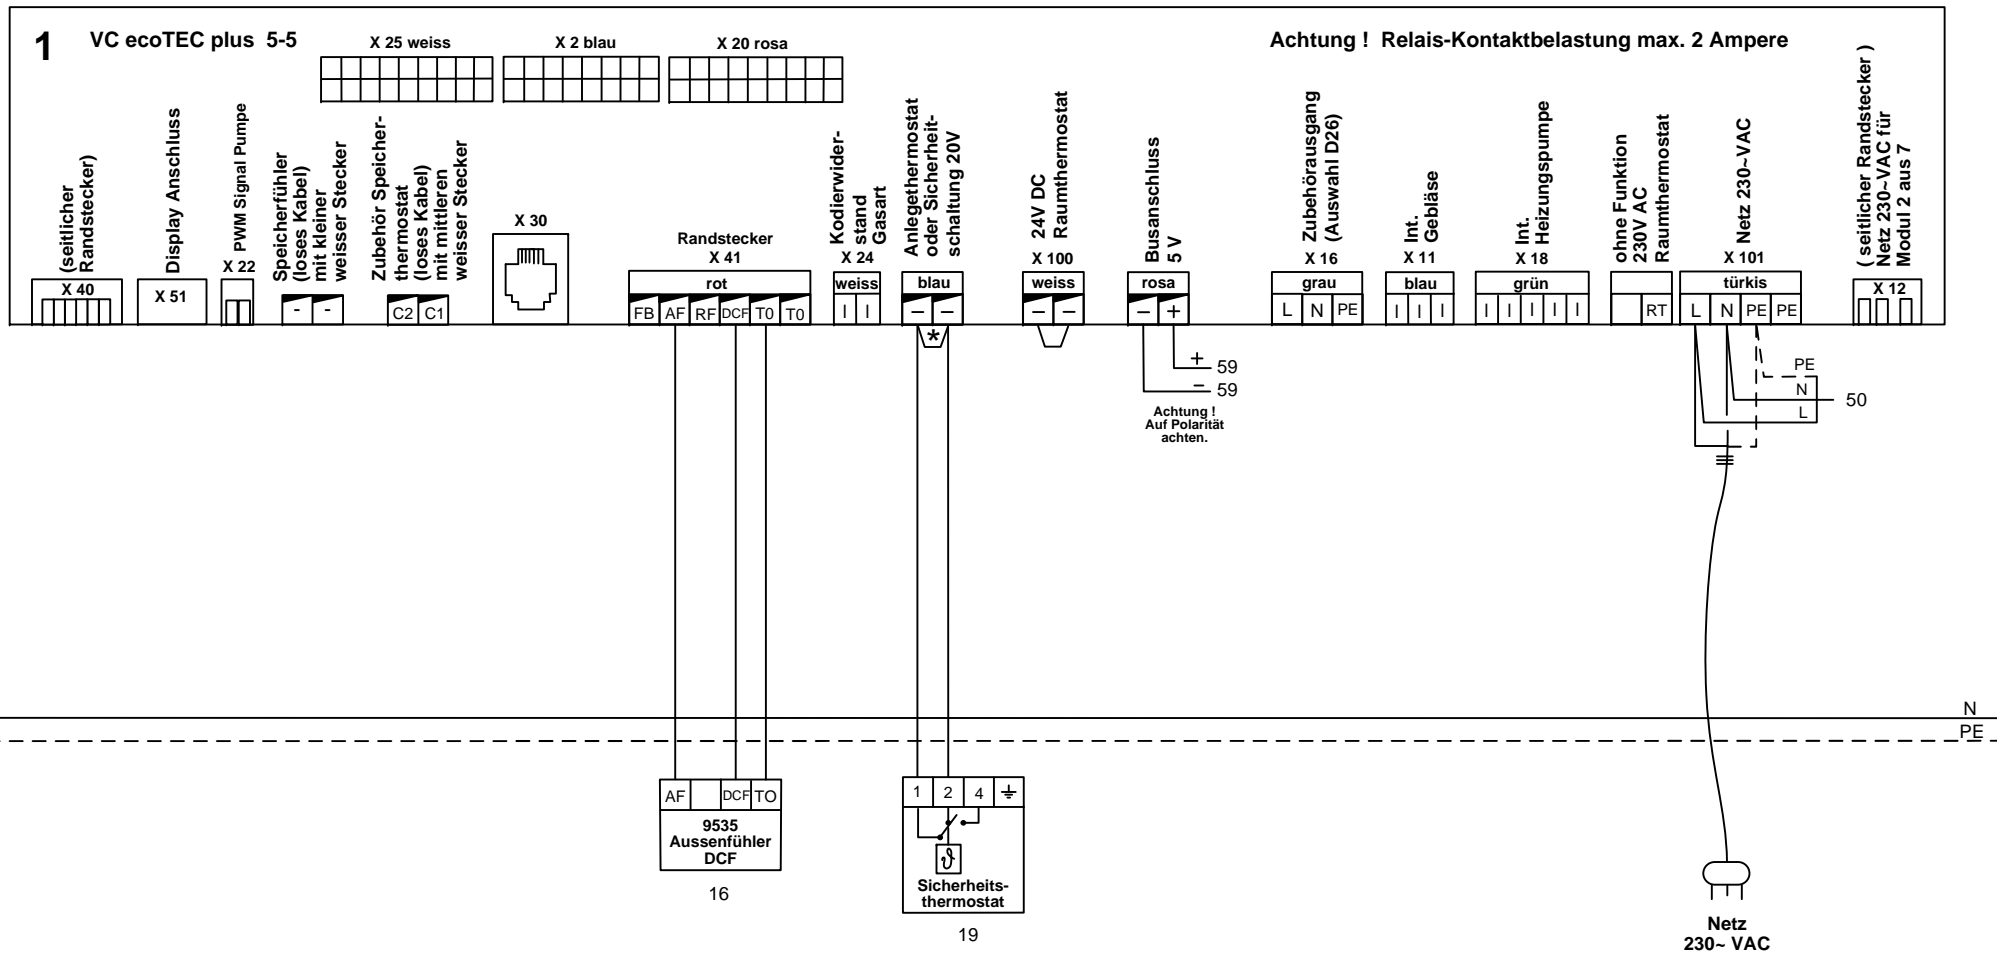 1
VC ecoTEC plus 5-5
X 25 weiss
X 2 blau
X 20 rosa
Achtung ! Relais-Kontaktbelastung max. 2 Ampere
(seitlicher
Randstecker)
X 40
Display Anschluss
X 51
PWM Signal Pumpe
X 22
Speicherfühler
(loses Kabel)
mit kleiner
weisser Stecker
- -
Zubehör Speicher-
thermostat
(loses Kabel)
mit mittleren
weisser Stecker
C2 C1
X 30
Randstecker
X 41
rot
FB AF RF DCF T0 T0
Kodierwider-
stand
Gasart
X 24
weiss
I I
Anlegethermostat
oder Sicherheit-
schaltung 20V
blau
– –
*
24V DC
Raumthermostat
X 100
weiss
– –
Busanschluss
5 V
rosa
– +
+ 59
– 59
Achtung !
Auf Polarität
achten.
Zubehörausgang
(Auswahl D26)
X 16
grau
L N PE
Int.
Gebläse
X 11
blau
I I I
Int.
Heizungspumpe
X 18
grün
I I I I I
ohne Funktion
230V AC
Raumthermostat
RT
Netz 230~VAC
X 101
türkis
L N PE PE
PE
N
L
50
( seitlicher Randstecker )
Netz 230~VAC für
Modul 2 aus 7
X 12
N
PE
AF DCF TO
9535
Aussenfühler
DCF
16
1 2 4
Sicherheits-
thermostat
19
Netz
230~ VAC